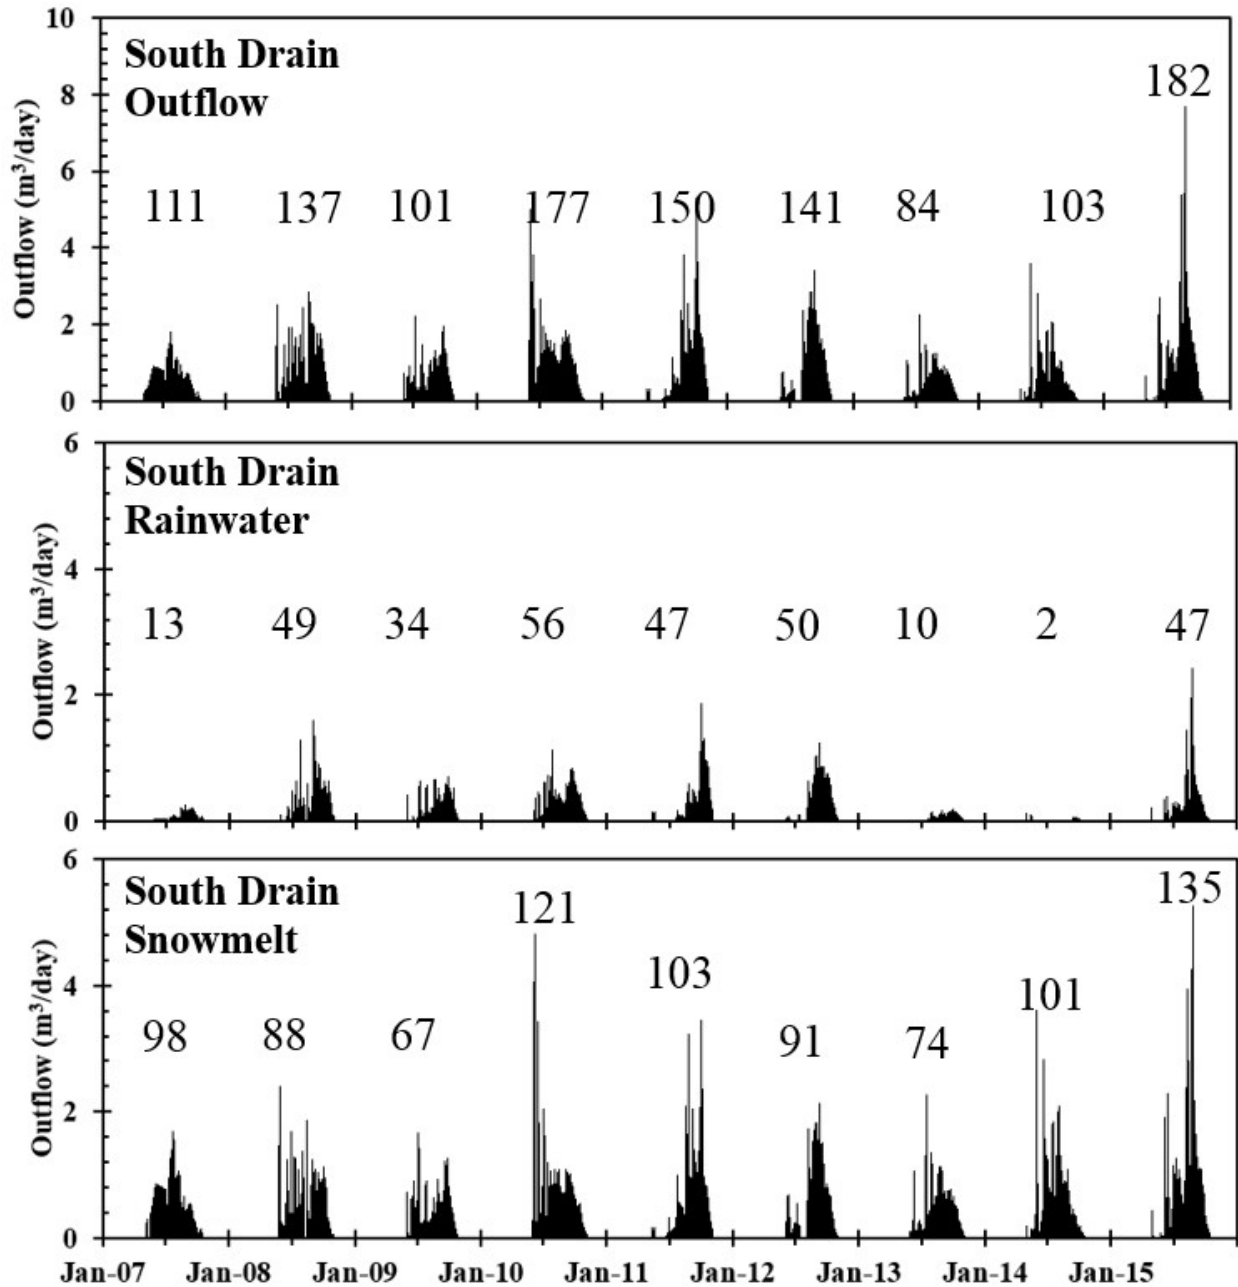 South Drain
Outflow
Outflow (m³/day)
10
8
6
4
2
0
111 137 101 177 150 141 84 103 182
South Drain
Rainwater
Outflow (m³/day)
6
4
2
0
13 49 34 56 47 50 10 2 47
South Drain
Snowmelt
Outflow (m³/day)
6
4
2
0
98 88 67 121 103 91 74 101 135
Jan-07 Jan-08 Jan-09 Jan-10 Jan-11 Jan-12 Jan-13 Jan-14 Jan-15